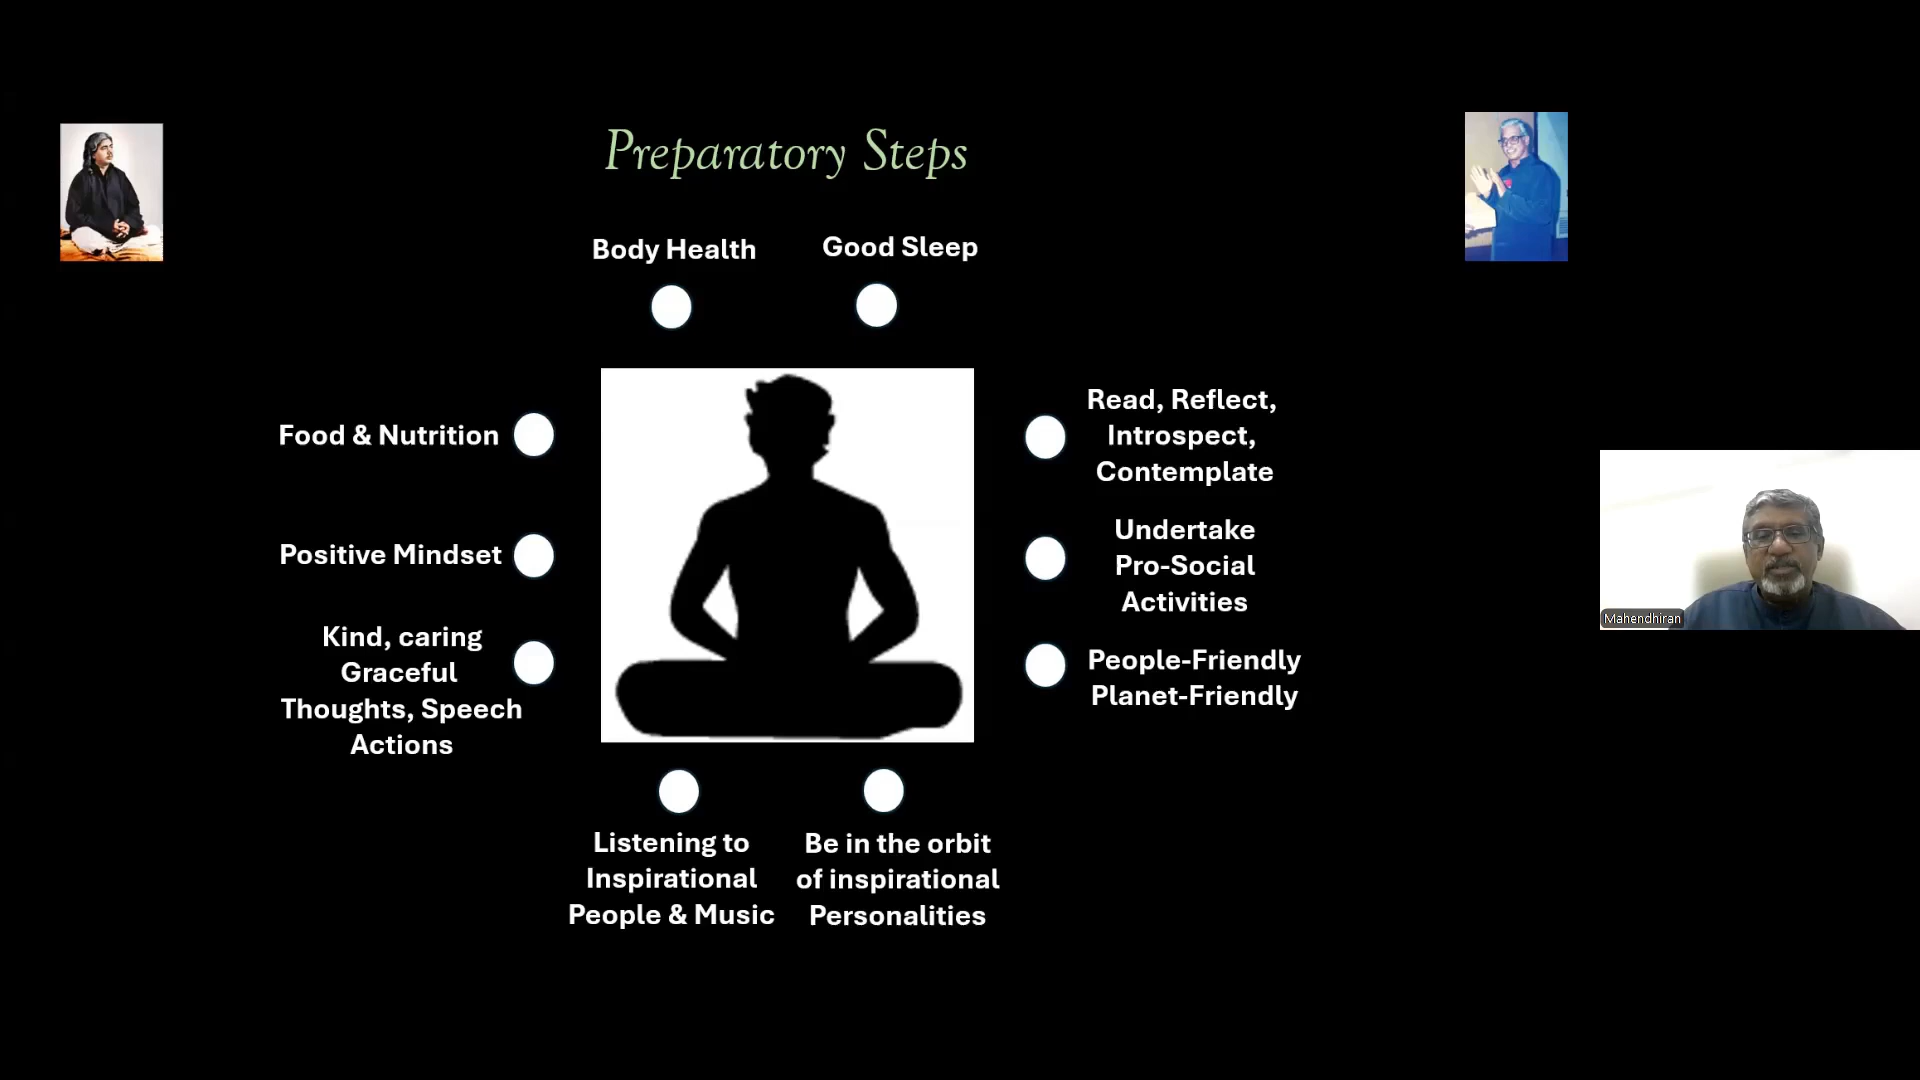 Preparatory Steps
Body Health
Good Sleep
Food & Nutrition
Positive Mindset
Kind, caring
Graceful
Thoughts, Speech
Actions
Read, Reflect,
Introspect,
Contemplate
Undertake
Pro-Social
Activities
People-Friendly
Planet-Friendly
Listening to
Inspirational
People & Music
Be in the orbit
of inspirational
Personalities
Mahendhiran